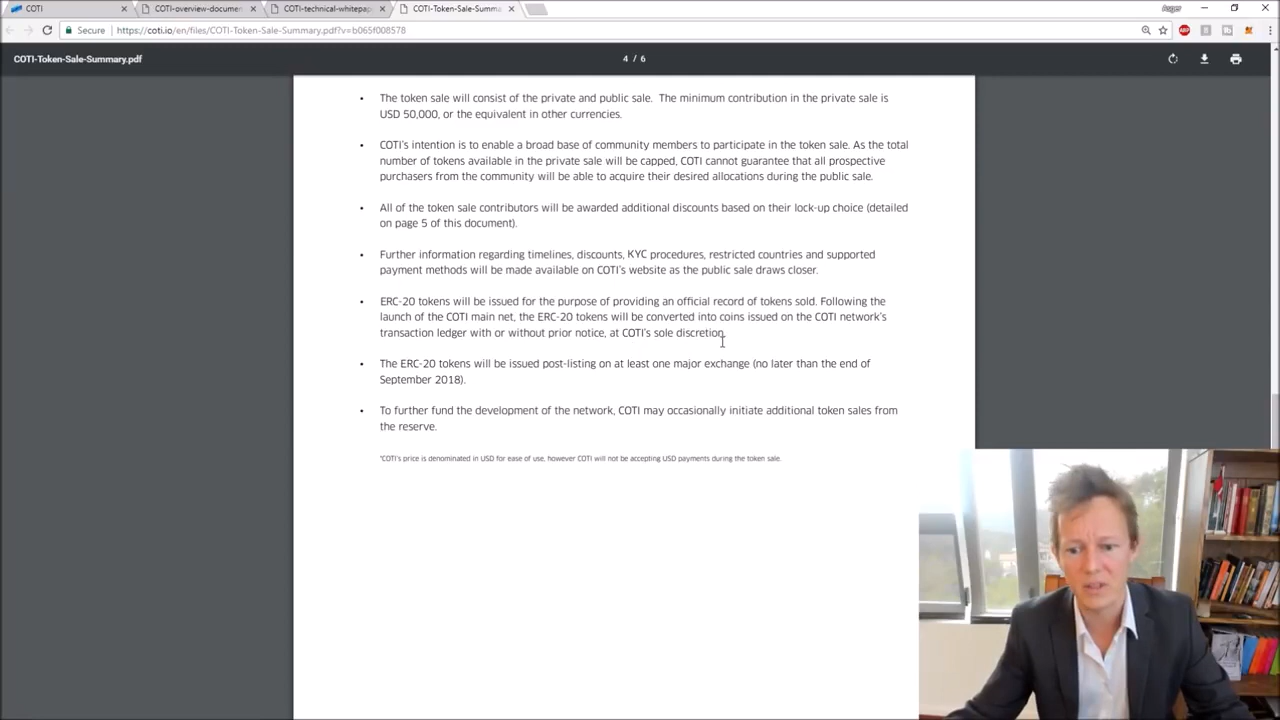 COTI
COTI-overview-documen
COTI-technical-whitepap
COTI-Token-Sale-Summa
Secure
https://coti.io/en/files/COTI-Token-Sale-Summary.pdf?v=b065f008578
COTI-Token-Sale-Summary.pdf
4 / 6
• The token sale will consist of the private and public sale. The minimum contribution in the private sale is
USD 50,000, or the equivalent in other currencies.
• COTI's intention is to enable a broad base of community members to participate in the token sale. As the total
number of tokens available in the private sale will be capped, COTI cannot guarantee that all prospective
purchasers from the community will be able to acquire their desired allocations during the public sale.
• All of the token sale contributors will be awarded additional discounts based on their lock-up choice (detailed
on page 5 of this document).
• Further information regarding timelines, discounts, KYC procedures, restricted countries and supported
payment methods will be made available on COTI's website as the public sale draws closer.
• ERC-20 tokens will be issued for the purpose of providing an official record of tokens sold. Following the
launch of the COTI main net, the ERC-20 tokens will be converted into coins issued on the COTI network's
transaction ledger with or without prior notice, at COTI's sole discretion.
• The ERC-20 tokens will be issued post-listing on at least one major exchange (no later than the end of
September 2018).
• To further fund the development of the network, COTI may occasionally initiate additional token sales from
the reserve.
*COTI's price is denominated in USD for ease of use, however COTI will not be accepting USD payments during the token sale.